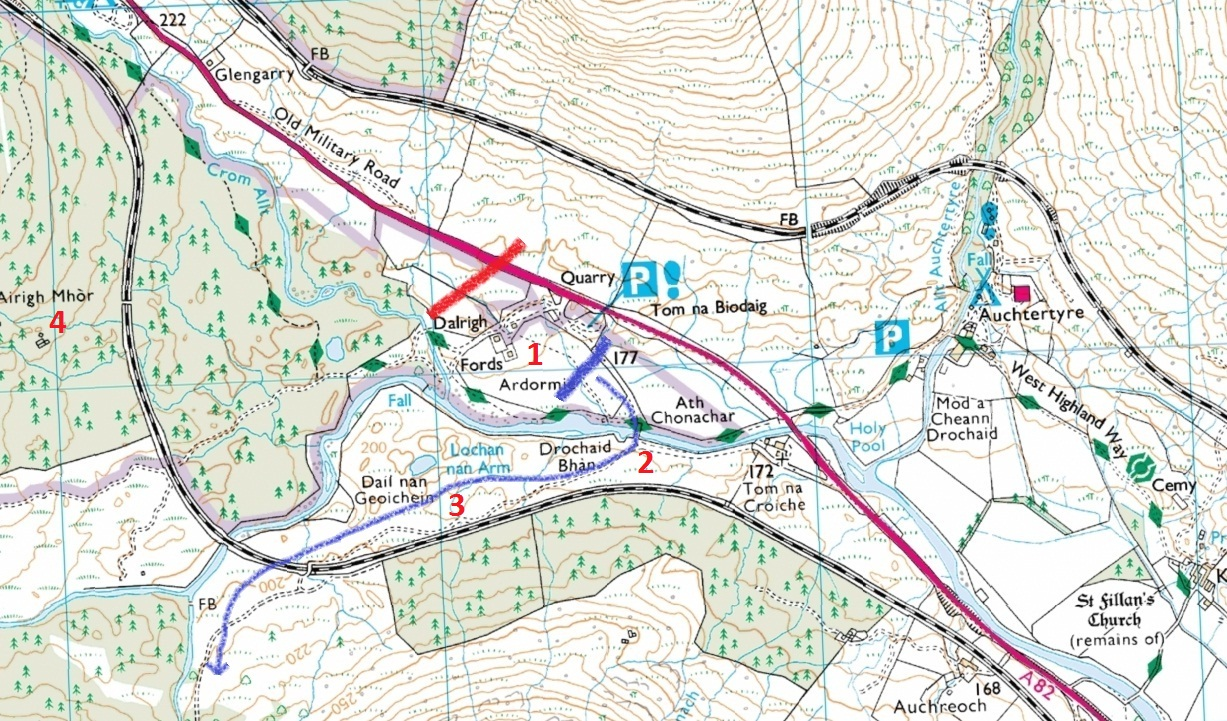 222
FB
Glengarry
Old Military Road
Crom Allt
FB
Allt Auchtertyre
Fall
Quarry
P
Tom na Biodaig
Auchtertyre
Airigh Mhòr
4
Dalrigh
P
Fords
1
177
Ardormie
West Highland Way
Fall
Ath
Chonachar
Mod a
Cheann
Drochaid
Holy
Pool
200
Lochan
nan Arm
Drochaid
Bhan
2
172
Tom na
Croiche
Dail nan
Geoichein
3
Cemy
FB
200
220
250
St Fillan's
Church
(remains of)
A82
168
Auchreoch
nach